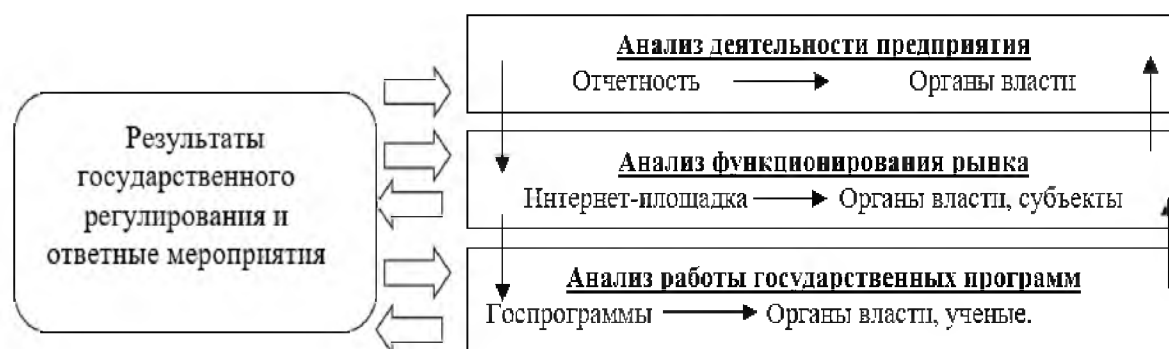 Результаты
государственного
регулирования и
ответные мероприятия
Анализ деятельности предприятия
Отчетность Органы власти
Анализ функционирования рынка
Интернет-площадка Органы власти, субъекты
Анализ работы государственных программ
Госпрограммы Органы власти, ученые.